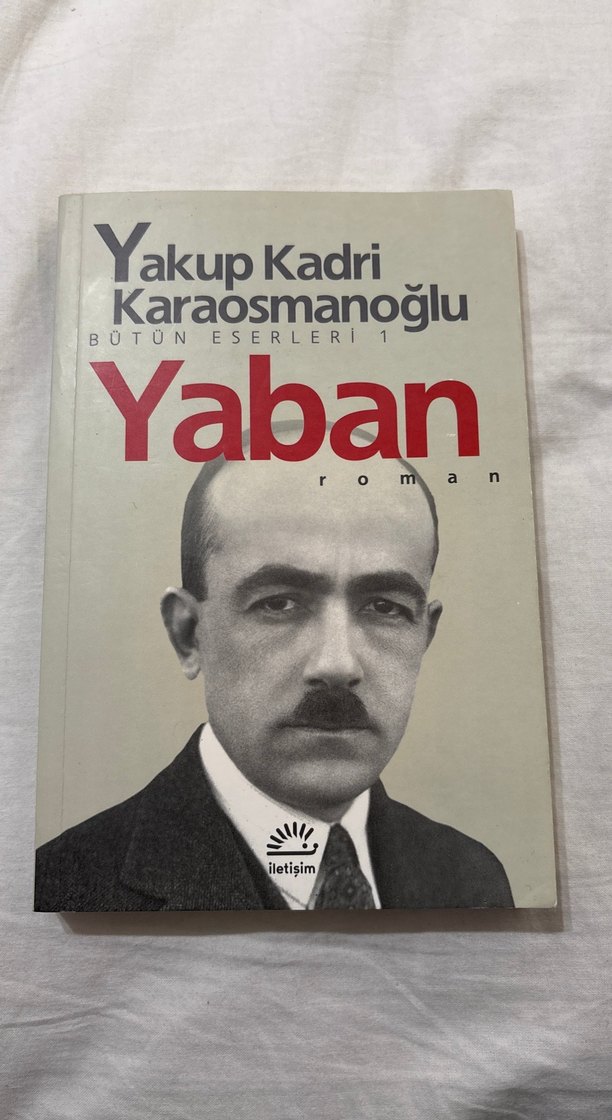 Yakup Kadri
Karaosmanoğlu
BÜTÜN ESERLERİ 1
Yaban
roman
iletişim